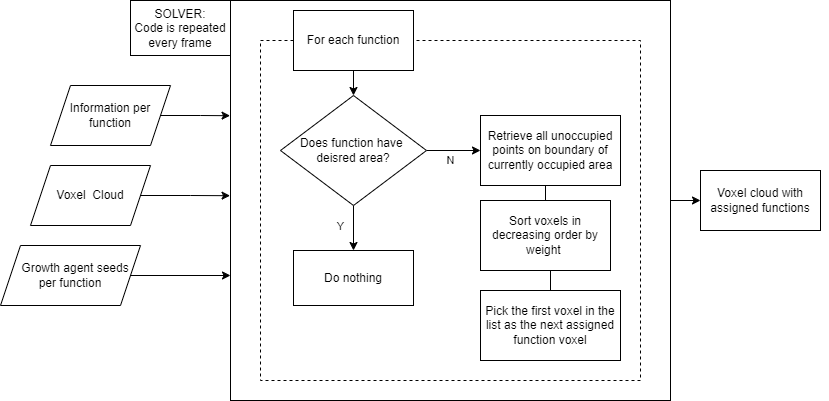 SOLVER:
Code is repeated
every frame
For each function
Information per
function
Voxel  Cloud
Growth agent seeds
per function
Does function have
deisred area?
N
Y
Do nothing
Retrieve all unoccupied
points on boundary of
currently occupied area
Sort voxels in
decreasing order by
weight
Pick the first voxel in the
list as the next assigned
function voxel
Voxel cloud with
assigned functions